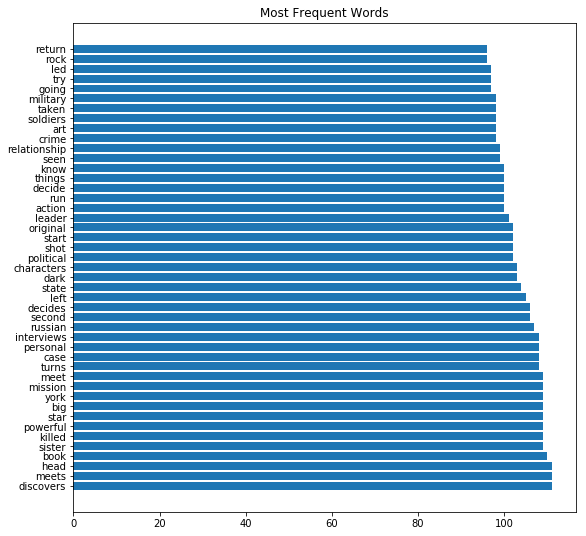 Most Frequent Words
return
rock
led
try
going
military
taken
soldiers
art
crime
relationship
seen
know
things
decide
run
action
leader
original
start
shot
political
characters
dark
state
left
decides
second
russian
interviews
personal
case
turns
meet
mission
york
big
star
powerful
killed
sister
book
head
meets
discovers
0 20 40 60 80 100